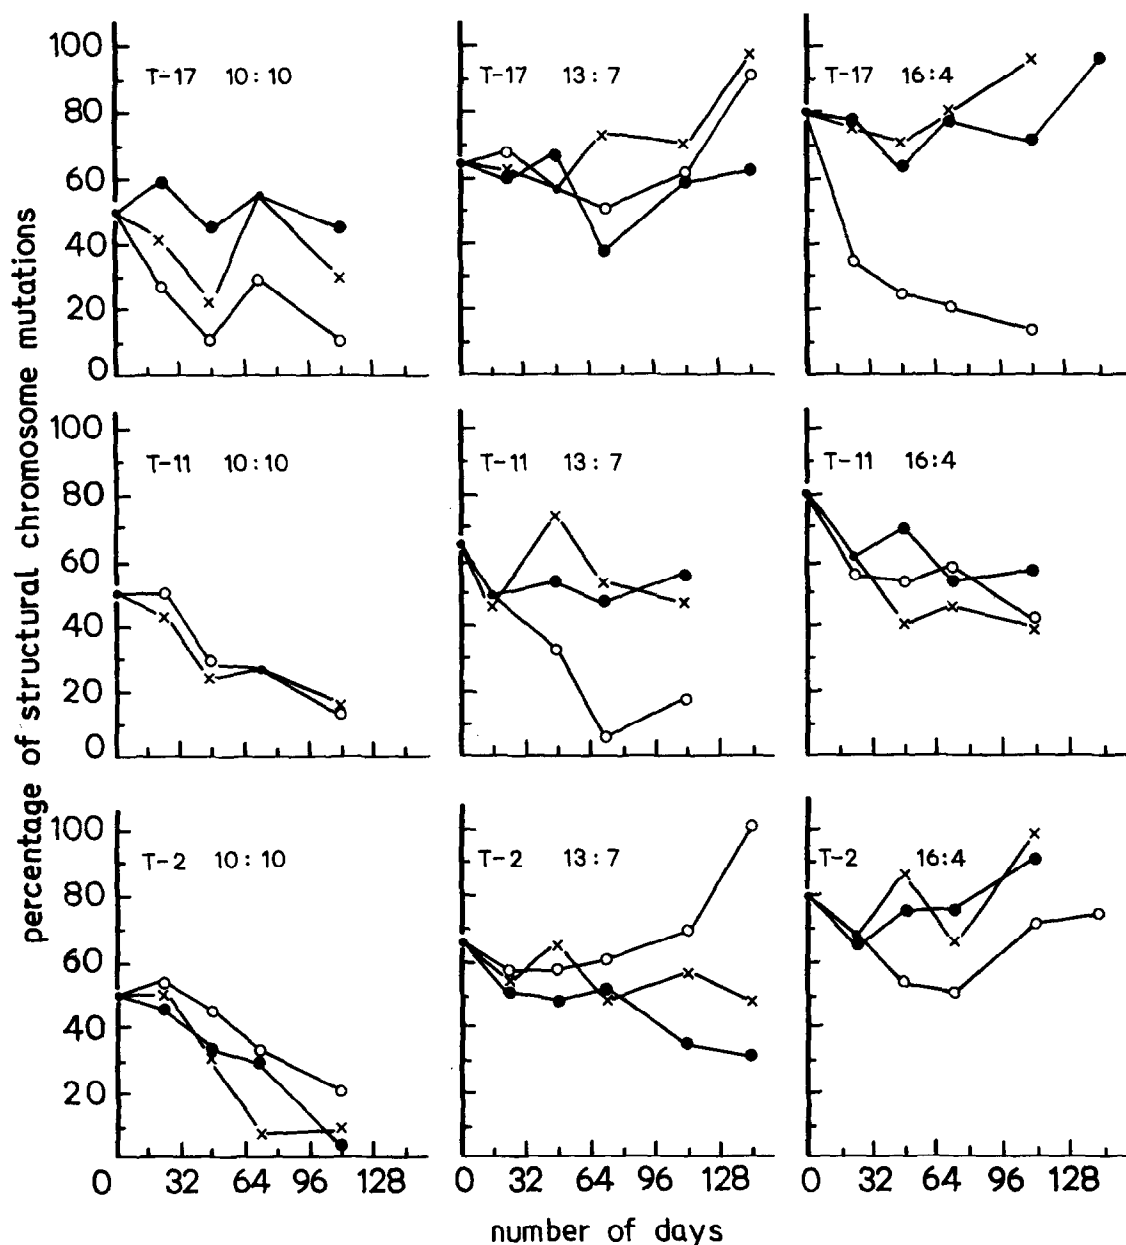 percentage of structural chromosome mutations
100
80
60
40
20
0
T-17 10:10
T-17 13:7
T-17 16:4
100
80
60
40
20
0
T-11 10:10
T-11 13:7
T-11 16:4
100
80
60
40
20
T-2 10:10
T-2 13:7
T-2 16:4
0 32 64 96 128
0 32 64 96 128
0 32 64 96 128
number of days